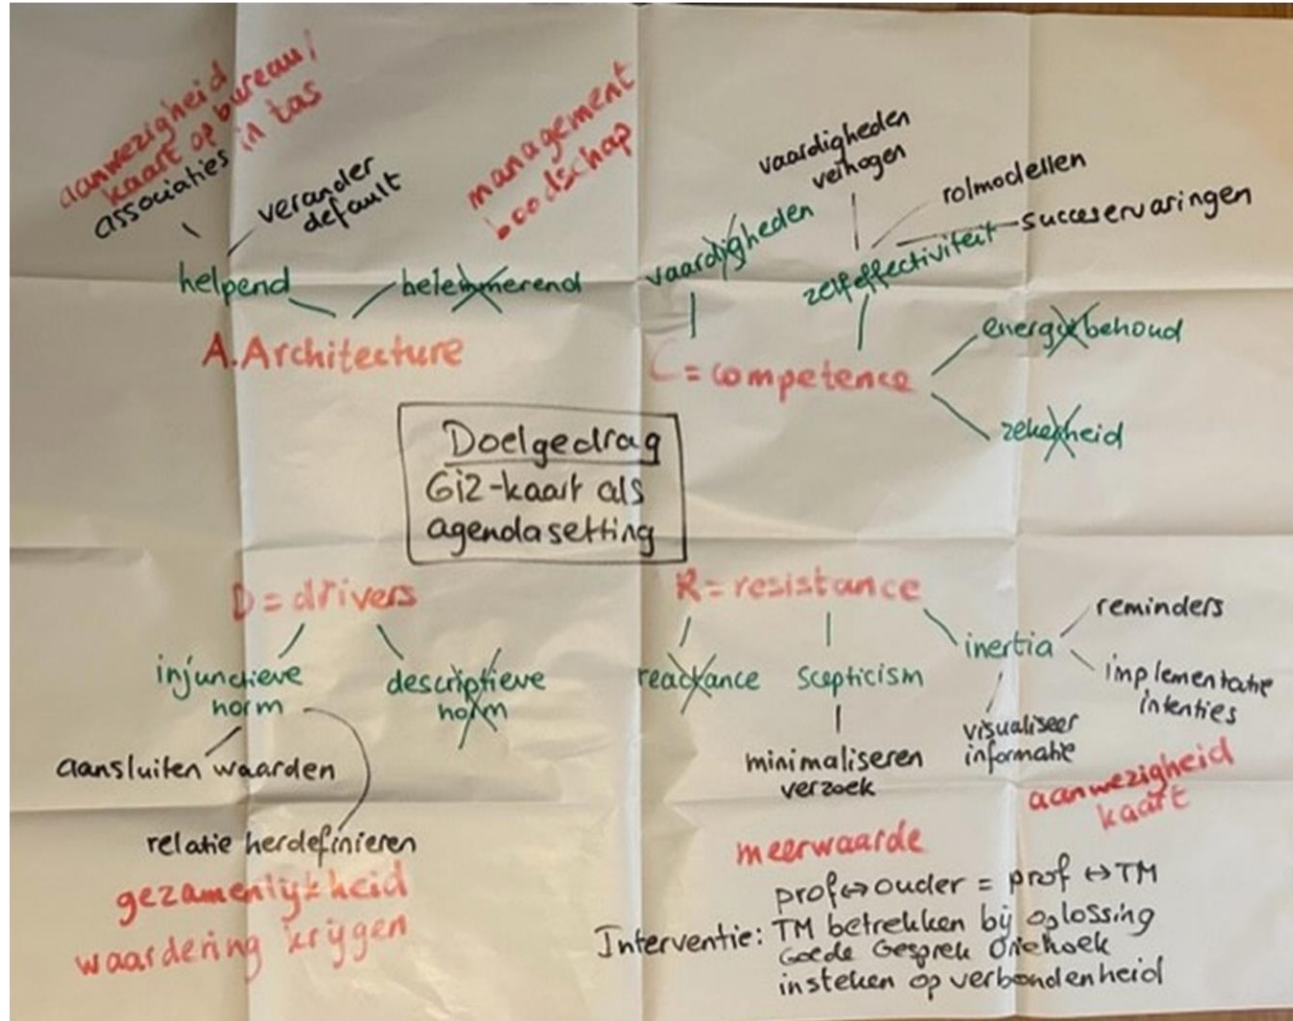 aanwezigheid
kaart op bureau/
in tas
associaties
verander
default
management
boodschap
helpend
belemmerend
A. Architecture
vaardigheden
verhogen
rolmodellen
succeservaringen
vaardigheden
zelfeffectiviteit
energiebehoud
C = competence
zekerheid
Doelgedrag
GIZ-kaart als
agendasetting
D = drivers
injunctieve
norm
descriptieve
norm
aansluiten waarden
relatie herdefinieren
gezamenlijkheid
waardering krijgen
R = resistance
reactance
Scepticism
inertia
reminders
implementatie
intenties
visualiseer
informatie
minimaliseren
verzoek
aanwezigheid
kaart
meerwaarde
prof ↔ ouder = prof ↔ TM
Interventie: TM betrekken bij oplossing
Goede Gesprek driehoek
insteken op verbondenheid